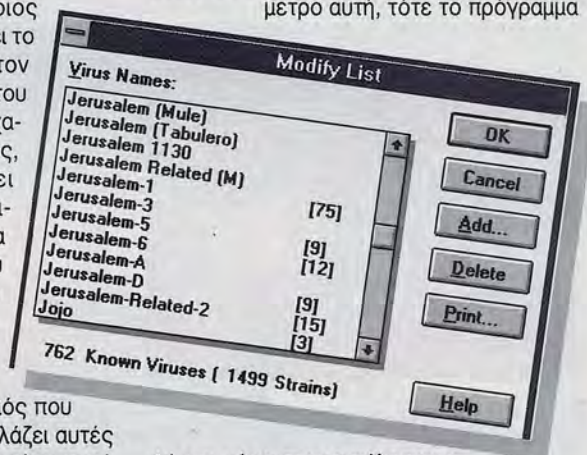 μετρο αυτή, τότε το πρόγραμμα
Modify List
Virus Names:
Jerusalem (Mule)
Jerusalem (Tabulero)
Jerusalem 1130
Jerusalem Related (M)
Jerusalem-1
Jerusalem-3 [75]
Jerusalem-5
Jerusalem-6 [9]
Jerusalem-A [12]
Jerusalem-D
Jerusalem-Related-2 [9]
[15]
Jojo [3]
OK
Cancel
Add...
Delete
Print...
Help
762 Known Viruses ( 1499 Strains)
που
αυτές